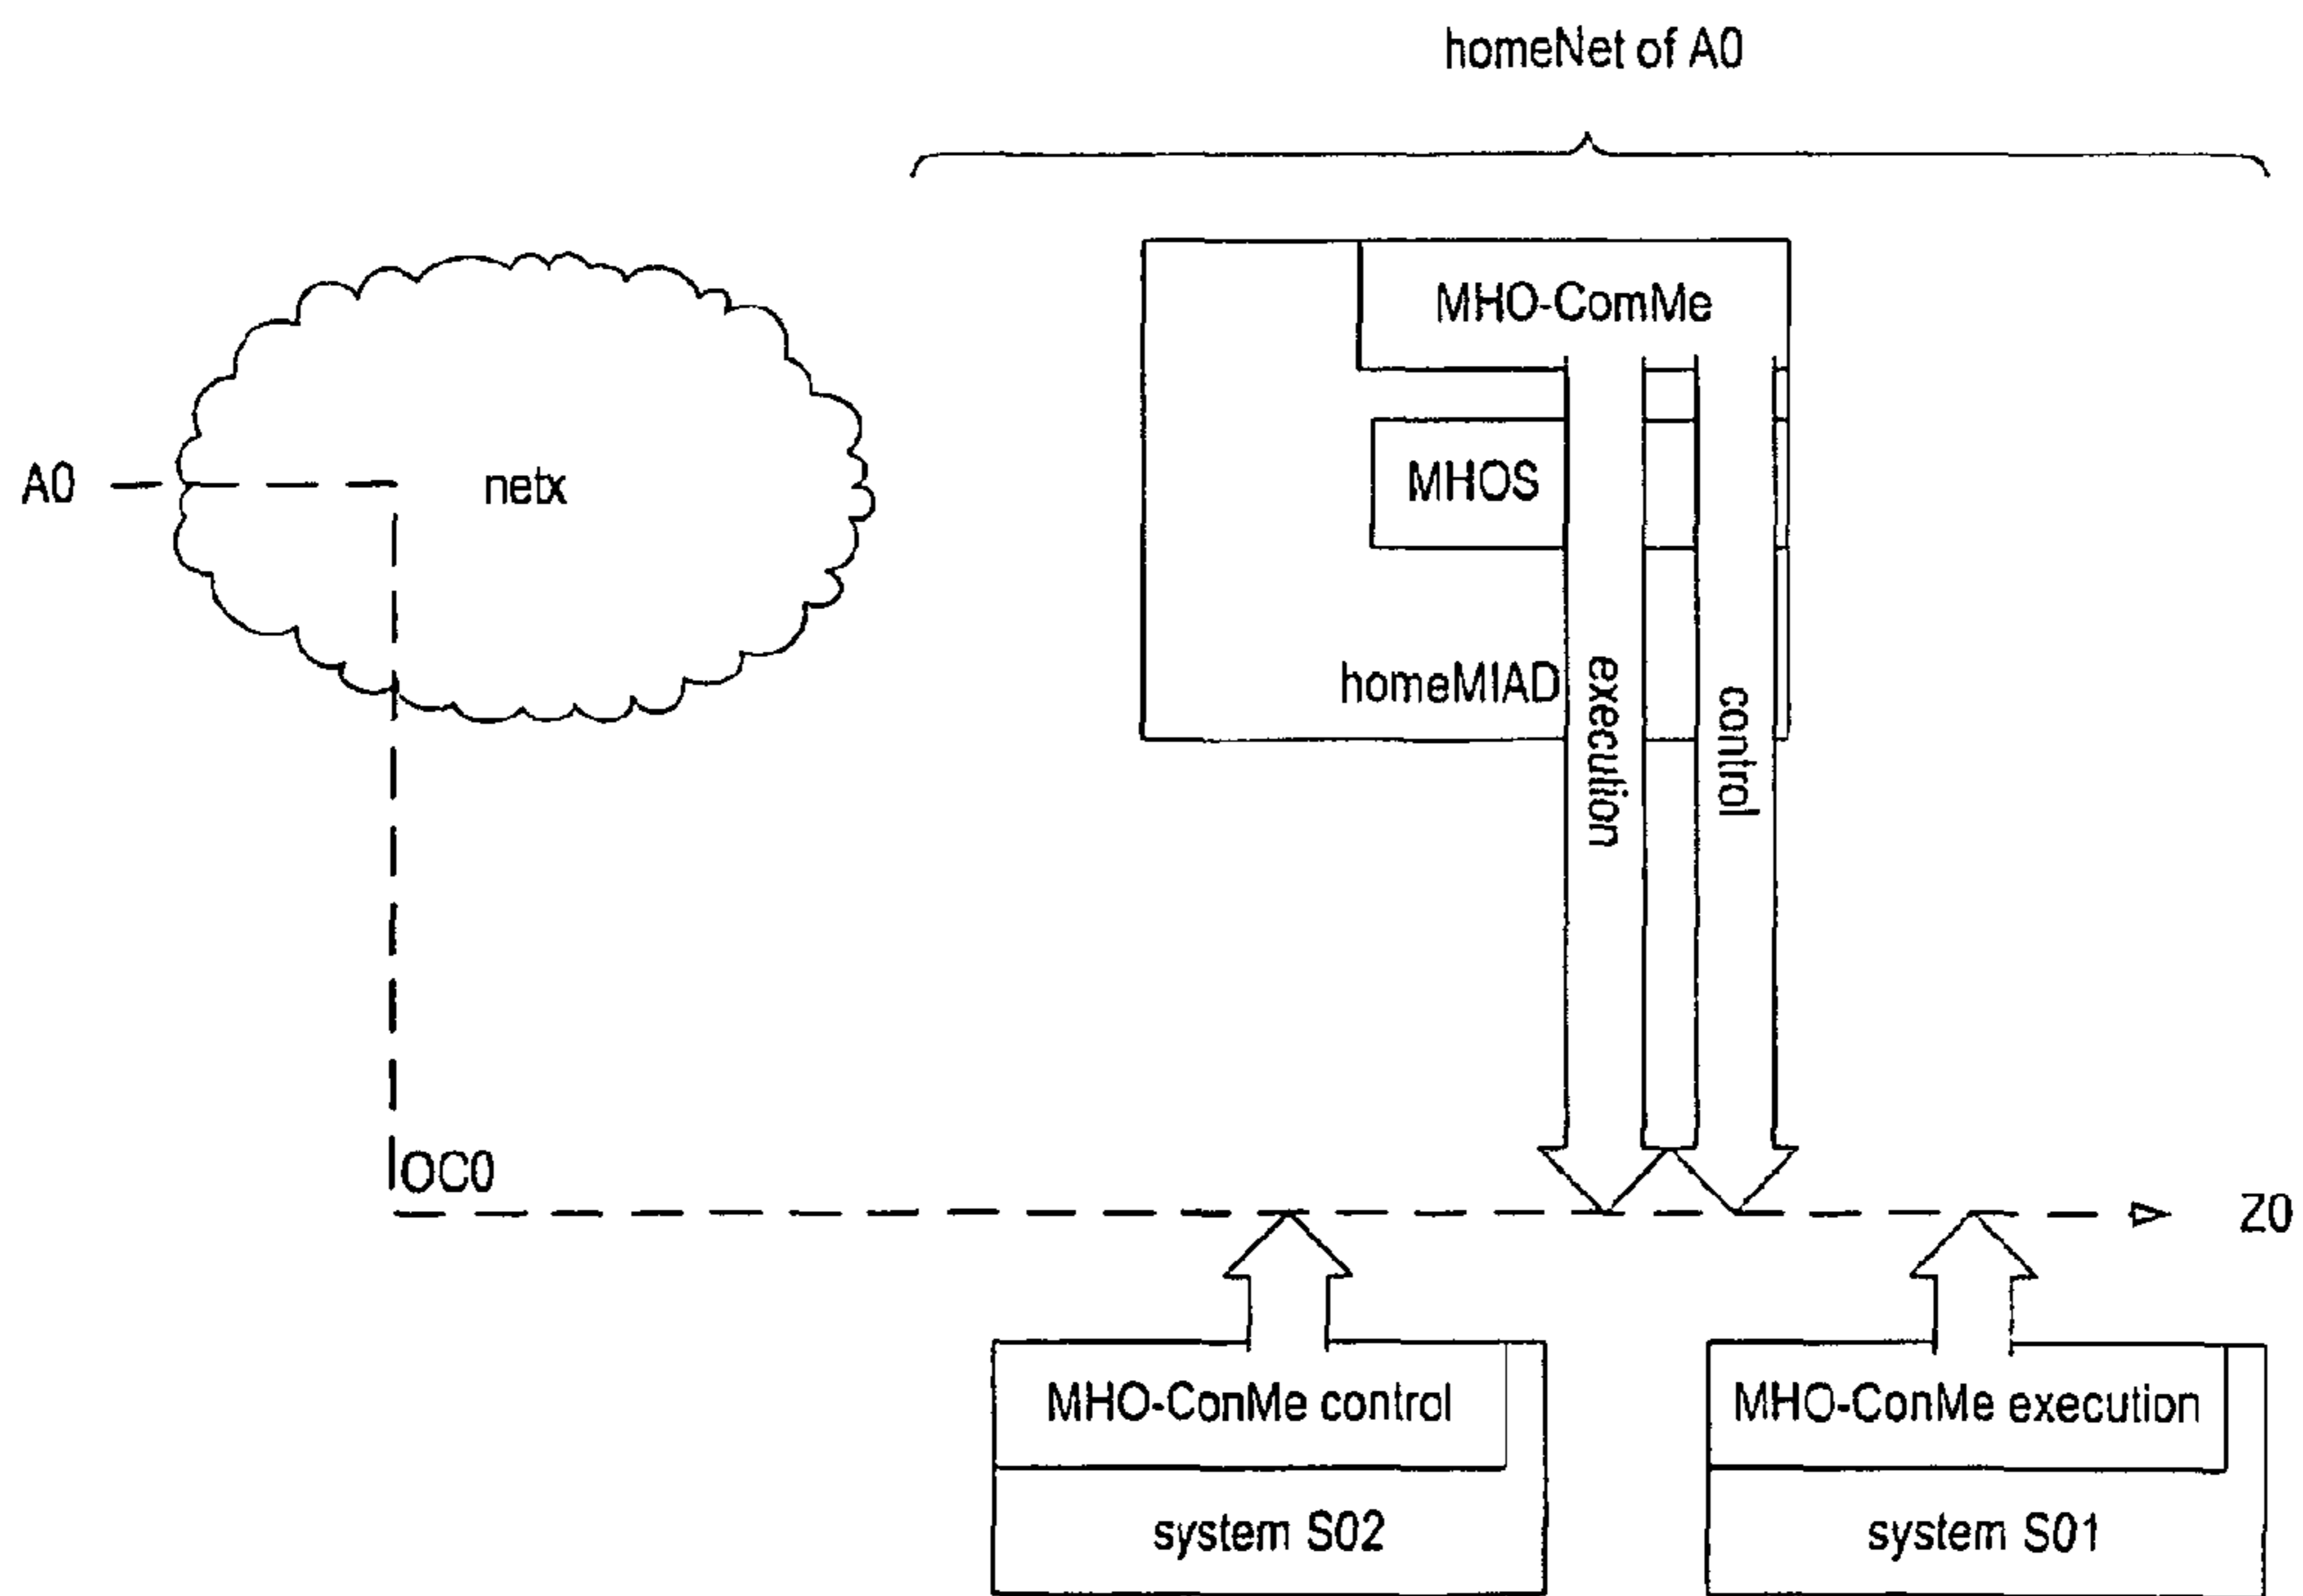 homeNet of A0
MHO-ComMe
A0
netx
MHOS
homeMIAD
execution
control
IOC0
Z0
MHO-ConMe control
MHO-ConMe execution
system S02
system S01